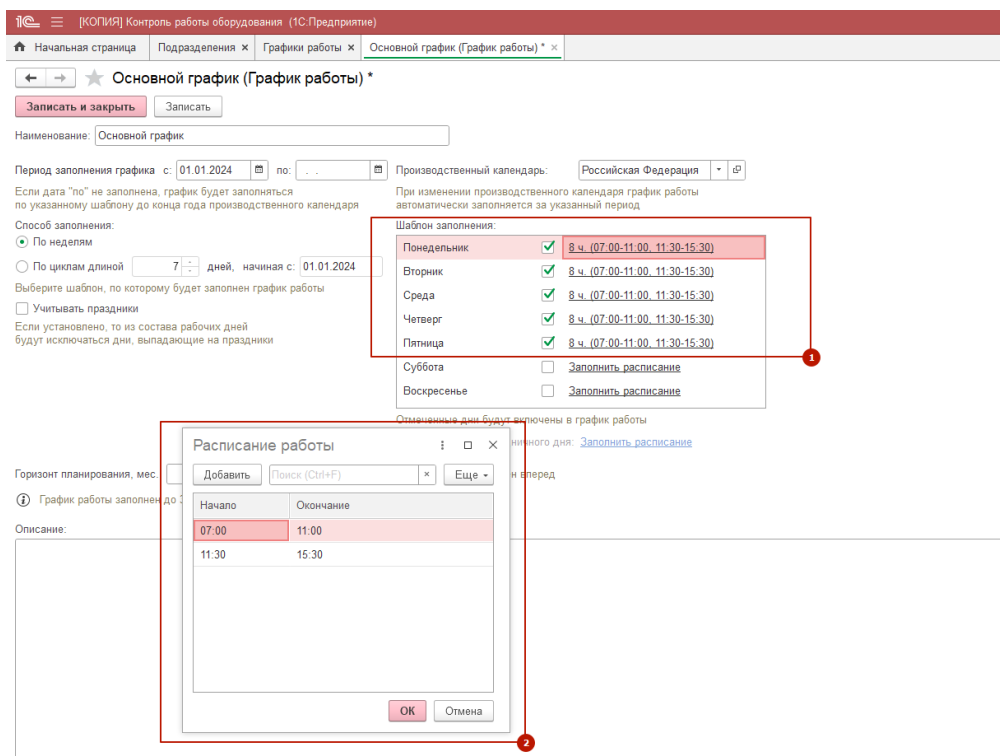 1С [КОПИЯ] Контроль работы оборудования (1С:Предприятие)
Начальная страница Подразделения × Графики работы × Основной график (График работы) * ×
Основной график (График работы) *
Записать и закрыть Записать
Наименование: Основной график
Период заполнения графика с: 01.01.2024 по: . . Производственный календарь: Российская Федерация
Если дата "по" не заполнена, график будет заполняться При изменении производственного календаря график работы
по указанному шаблону до конца года производственного календаря автоматически заполняется за указанный период
Способ заполнения: Шаблон заполнения:
По неделям Понедельник 8 ч. (07:00-11:00, 11:30-15:30)
По циклам длиной 7 дней, начиная с: 01.01.2024 Вторник 8 ч. (07:00-11:00, 11:30-15:30)
Выберите шаблон, по которому будет заполнен график работы Среда 8 ч. (07:00-11:00, 11:30-15:30)
Учитывать праздники Четверг 8 ч. (07:00-11:00, 11:30-15:30)
Если установлено, то из состава рабочих дней
будут исключаться дни, выпадающие на праздники Пятница 8 ч. (07:00-11:00, 11:30-15:30)
1
Суббота Заполнить расписание
Воскресенье Заполнить расписание
Отмеченные дни будут включены в график работы
ничного дня: Заполнить расписание
Расписание работы
Горизонт планирования, мес. н вперед
Добавить Поиск (Ctrl+F) × Еще
График работы заполнен до 3
Начало Окончание
Описание:
07:00 11:00
11:30 15:30
ОК Отмена
2